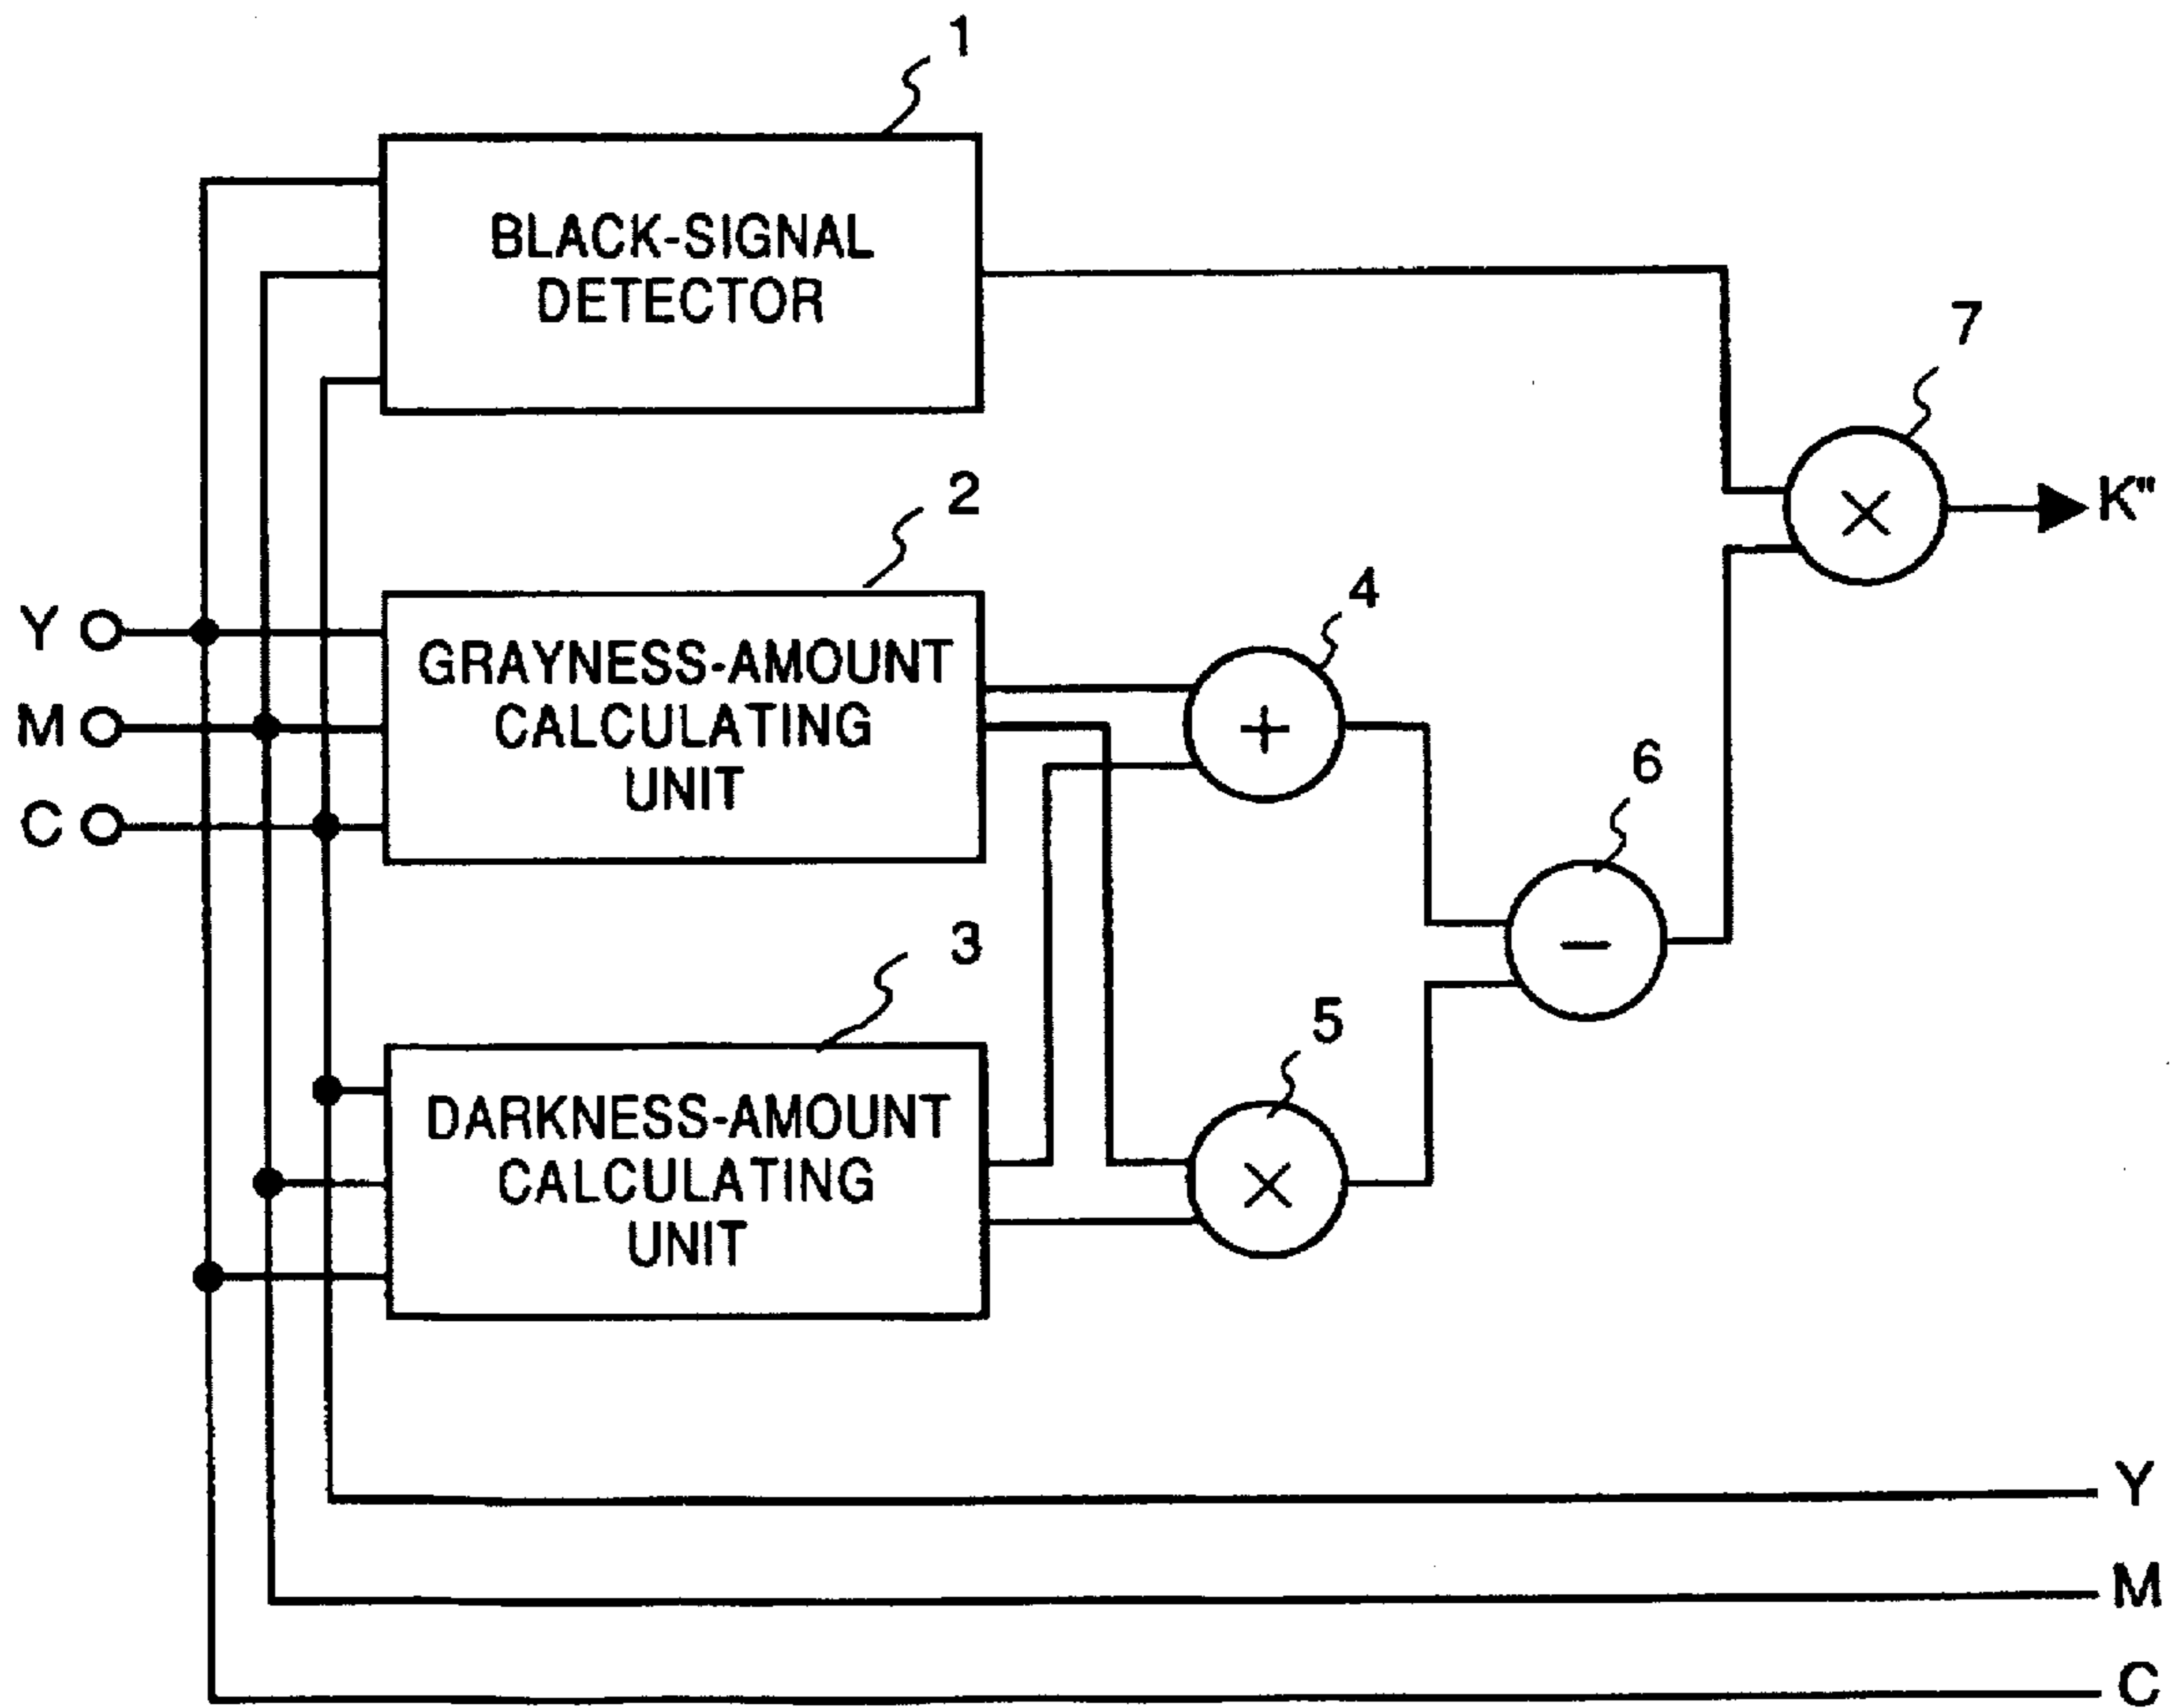 1
BLACK-SIGNAL
DETECTOR
7
×
K"
2
GRAYNESS-AMOUNT
CALCULATING
UNIT
Y
M
C
4
+
6
−
3
DARKNESS-AMOUNT
CALCULATING
UNIT
5
×
Y
M
C